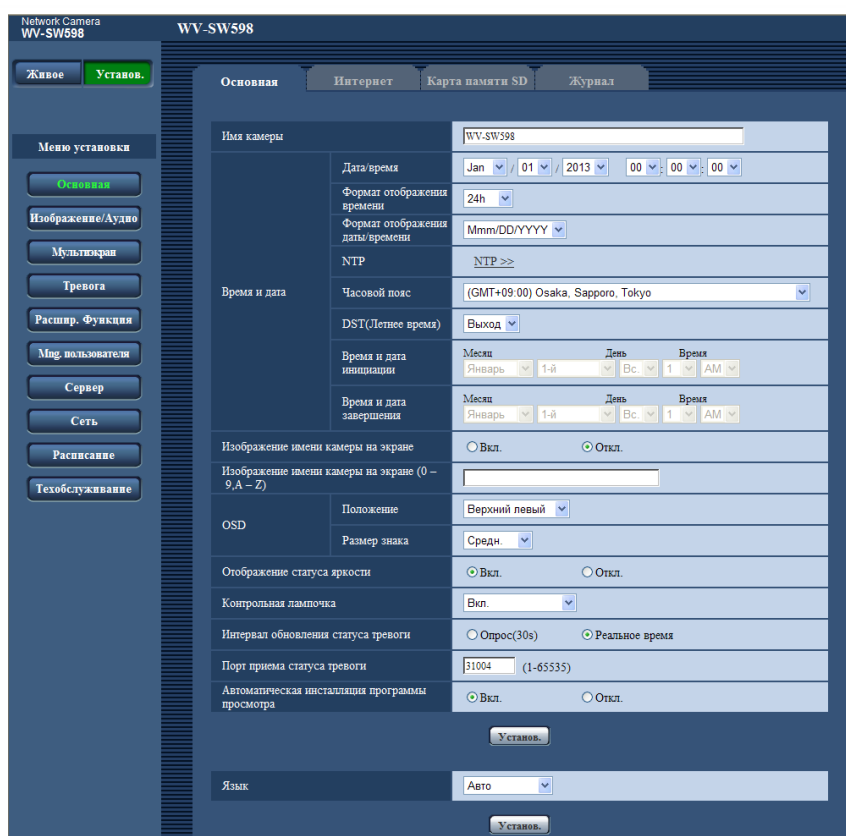 Network Camera
WV-SW598
WV-SW598
Живое
Установ.
Меню установки
Основная
Изображение/Аудио
Мультиэкран
Тревога
Расшир. Функция
Mng. пользователя
Сервер
Сеть
Расписание
Техобслуживание
Основная
Интернет
Карта памяти SD
Журнал
Имя камеры
WV-SW598
Время и дата
Дата/время
Jan / 01 / 2013 00 : 00 : 00
Формат отображения
времени
24h
Формат отображения
даты/времени
Mmm/DD/YYYY
NTP
NTP >>
Часовой пояс
(GMT+09:00) Osaka, Sapporo, Tokyo
DST(Летнее время)
Выход
Время и дата
инициации
Месяц День Время
Январь 1-й Вс. 1 AM
Время и дата
завершения
Месяц День Время
Январь 1-й Вс. 1 AM
Изображение имени камеры на экране
Вкл. Откл.
Изображение имени камеры на экране (0 –
9,A – Z)
OSD
Положение
Верхний левый
Размер знака
Средн.
Отображение статуса яркости
Вкл. Откл.
Контрольная лампочка
Вкл.
Интервал обновления статуса тревоги
Опрос(30s) Реальное время
Порт приема статуса тревоги
31004 (1-65535)
Автоматическая инсталляция программы
просмотра
Вкл. Откл.
Установ.
Язык
Авто
Установ.